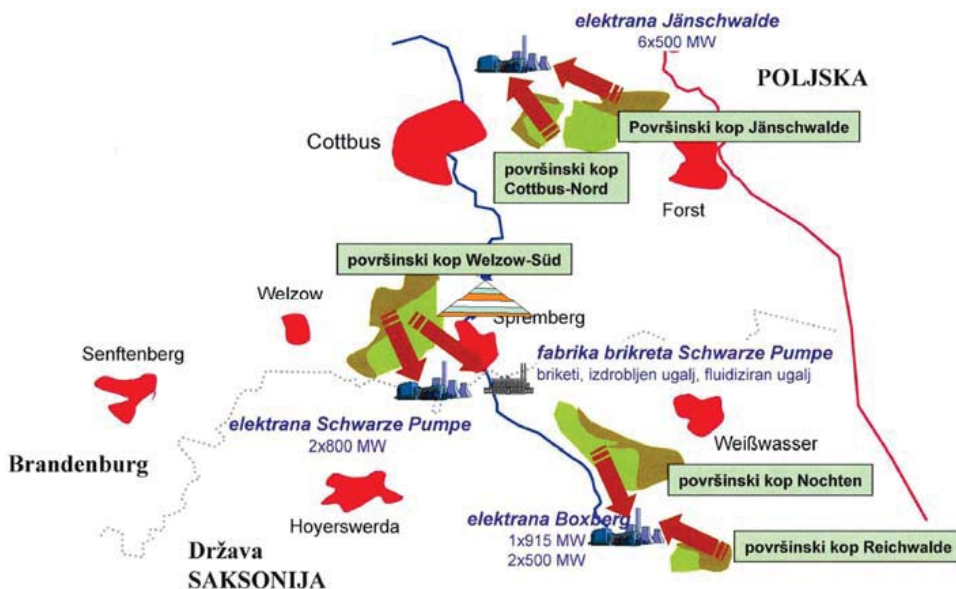 elektrana Jänschwalde
6x500 MW
POLJSKA
Cottbus
Površinski kop Jänschwalde
površinski kop
Cottbus-Nord
Forst
površinski kop Welzow-Süd
Welzow
Spremberg
Senftenberg
fabrika brikreta Schwarze Pumpe
briketi, izdrobljen ugalj, fluidiziran ugalj
elektrana Schwarze Pumpe
2x800 MW
Weißwasser
Brandenburg
površinski kop Nochten
Hoyerswerda
elektrana Boxberg
1x915 MW
2x500 MW
površinski kop Reichwalde
Država
SAKSONIJA